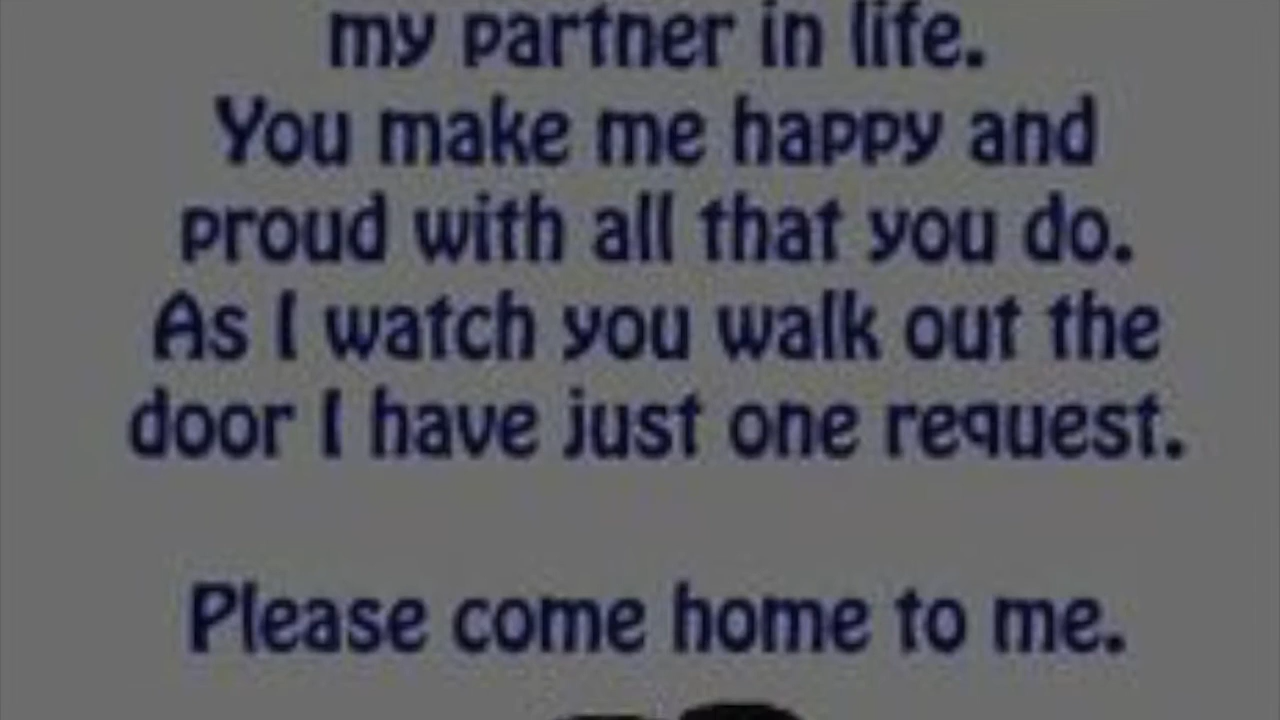 my partner in life.
You make me happy and
proud with all that you do.
As I watch you walk out the
door I have just one request.
Please come home to me.